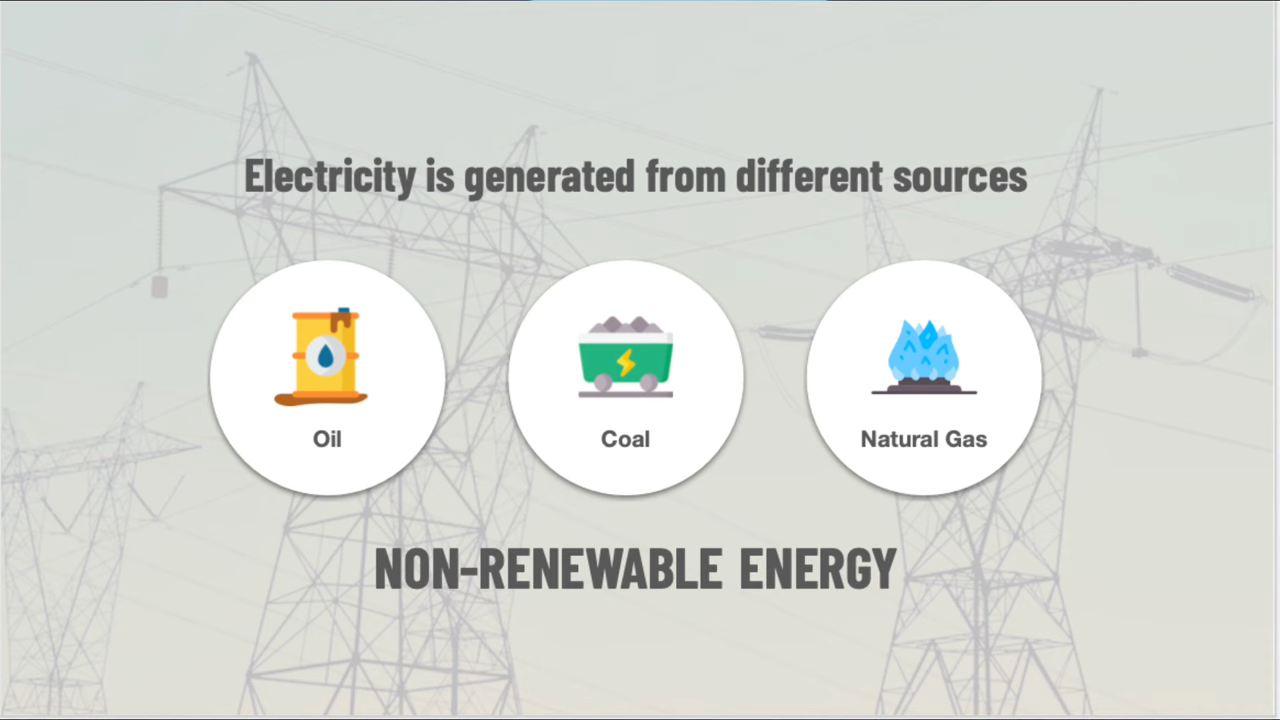 Electricity is generated from different sources
Oil
Coal
Natural Gas
NON-RENEWABLE ENERGY